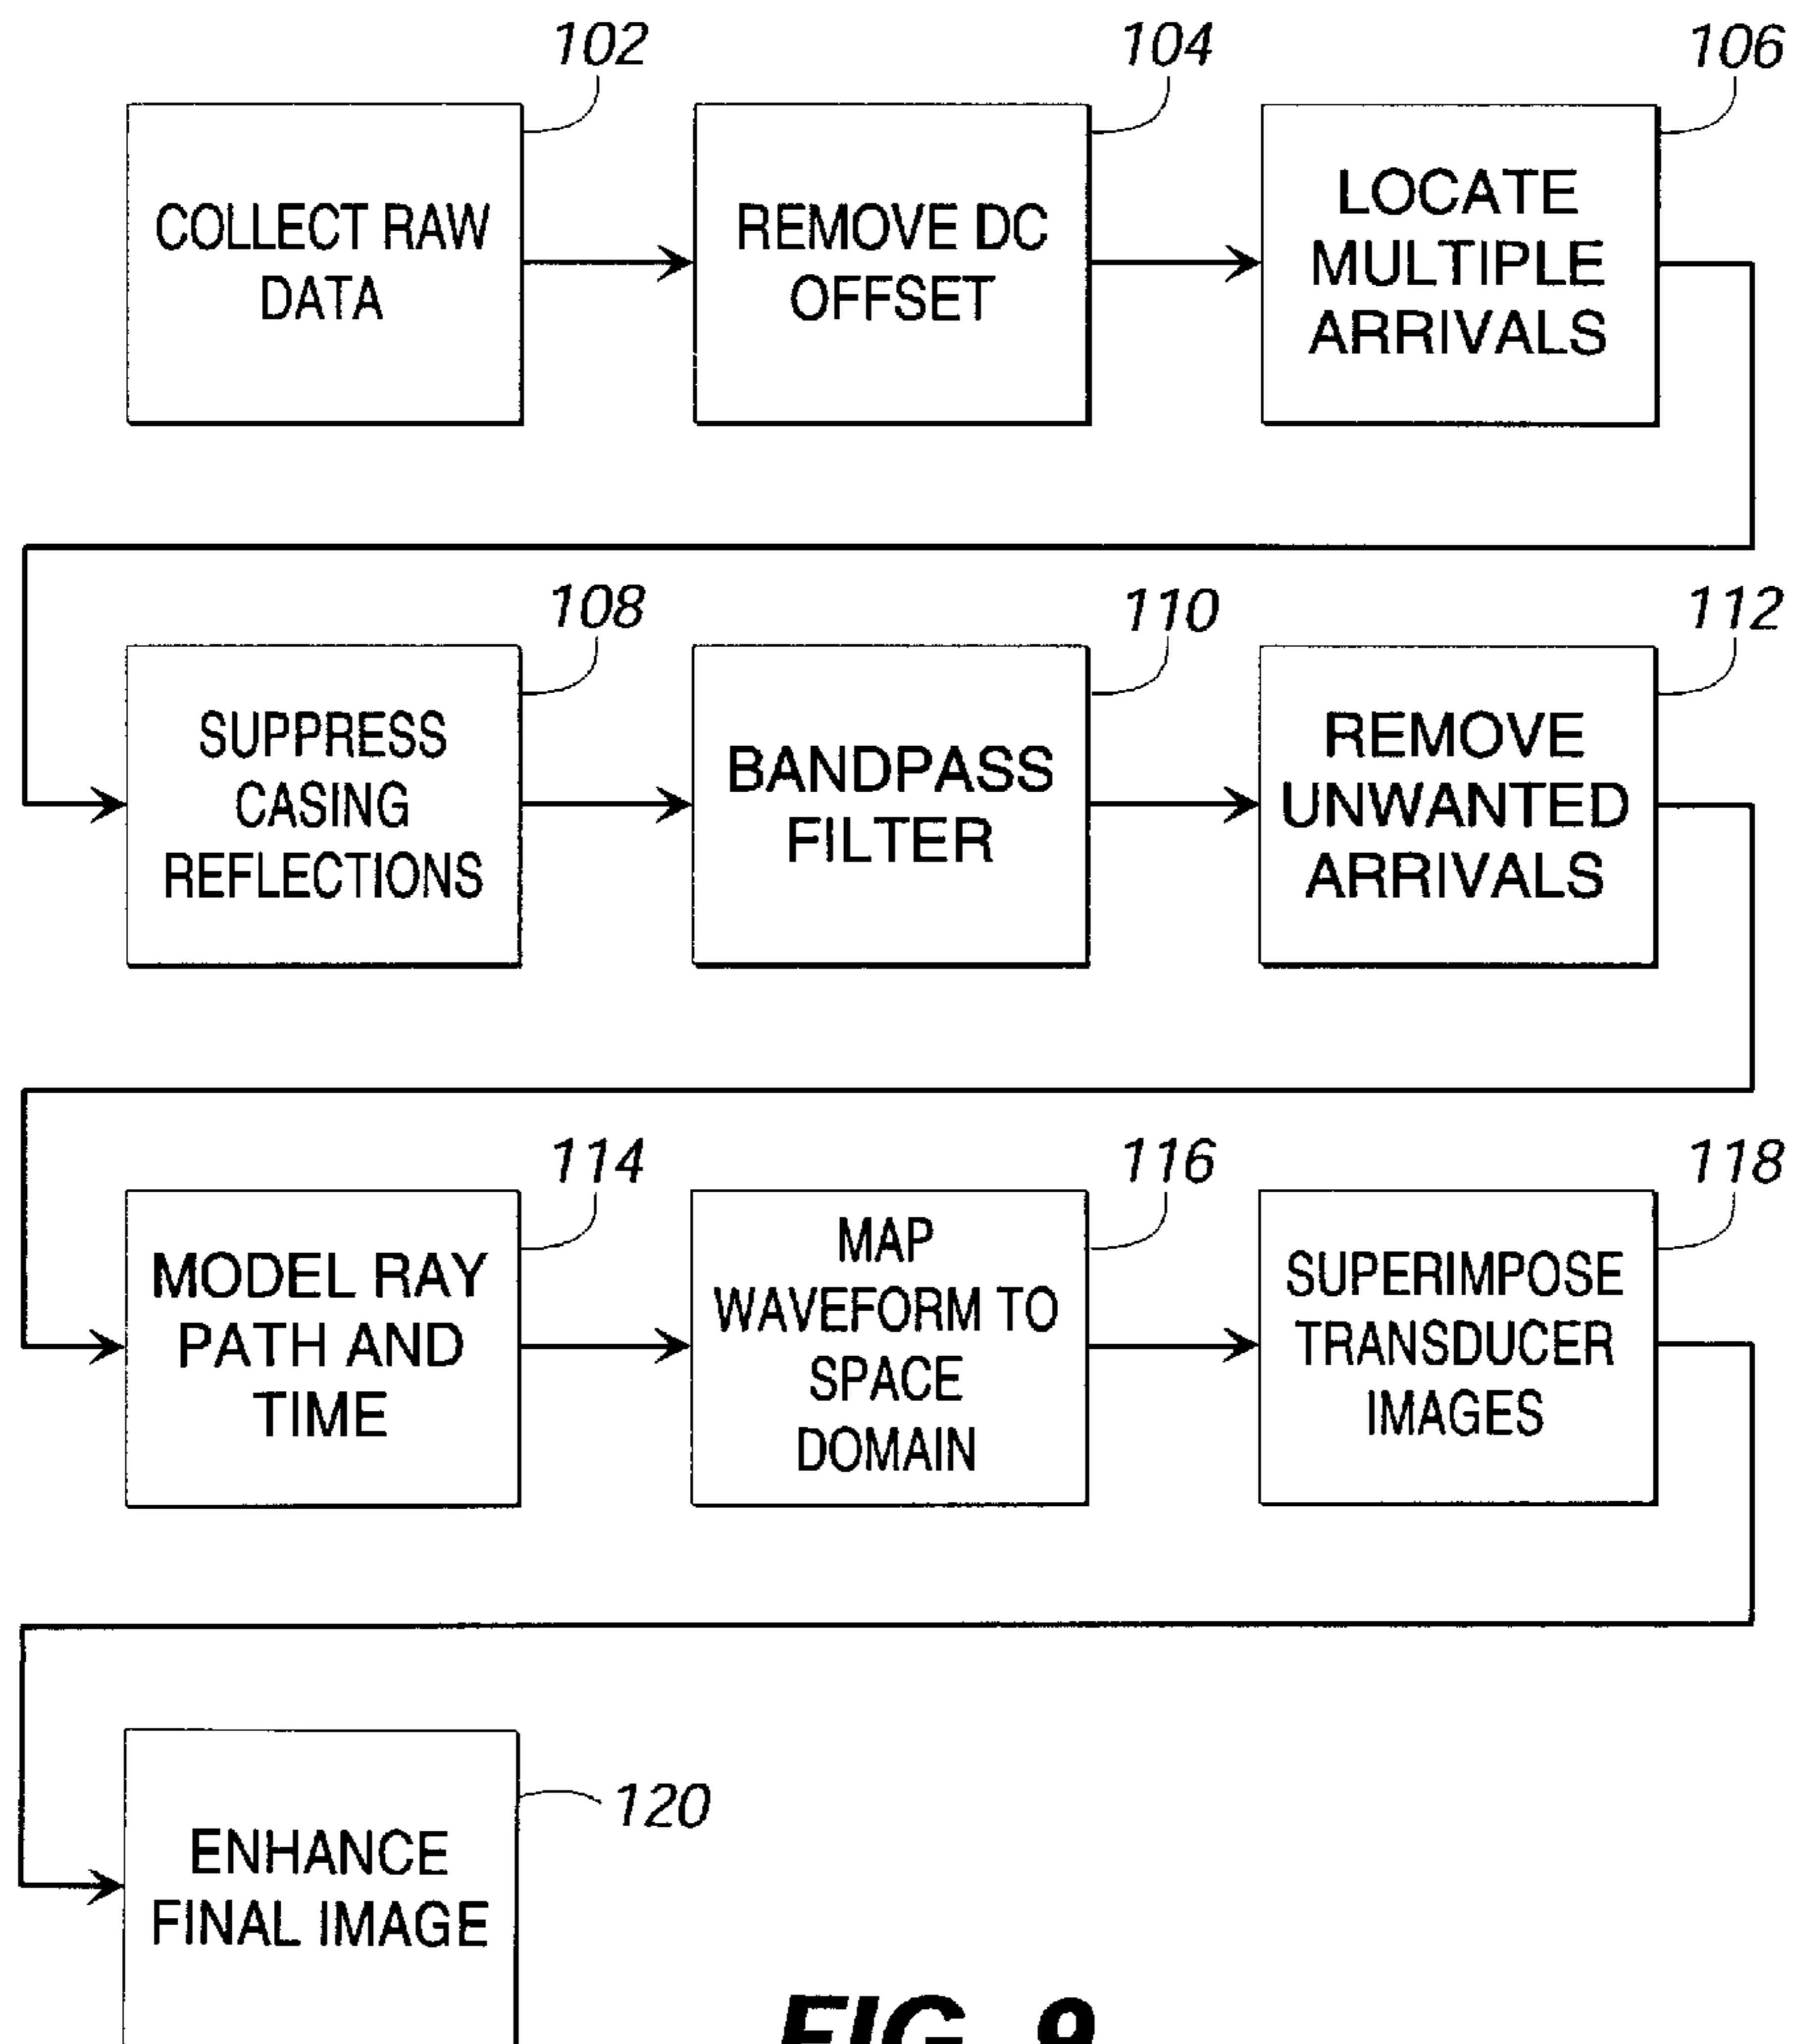 102
104
106
COLLECT RAW
DATA
REMOVE DC
OFFSET
LOCATE
MULTIPLE
ARRIVALS
108
110
112
SUPPRESS
CASING
REFLECTIONS
BANDPASS
FILTER
REMOVE
UNWANTED
ARRIVALS
114
116
118
MODEL RAY
PATH AND
TIME
MAP
WAVEFORM TO
SPACE
DOMAIN
SUPERIMPOSE
TRANSDUCER
IMAGES
120
ENHANCE
FINAL IMAGE
FIG. 9